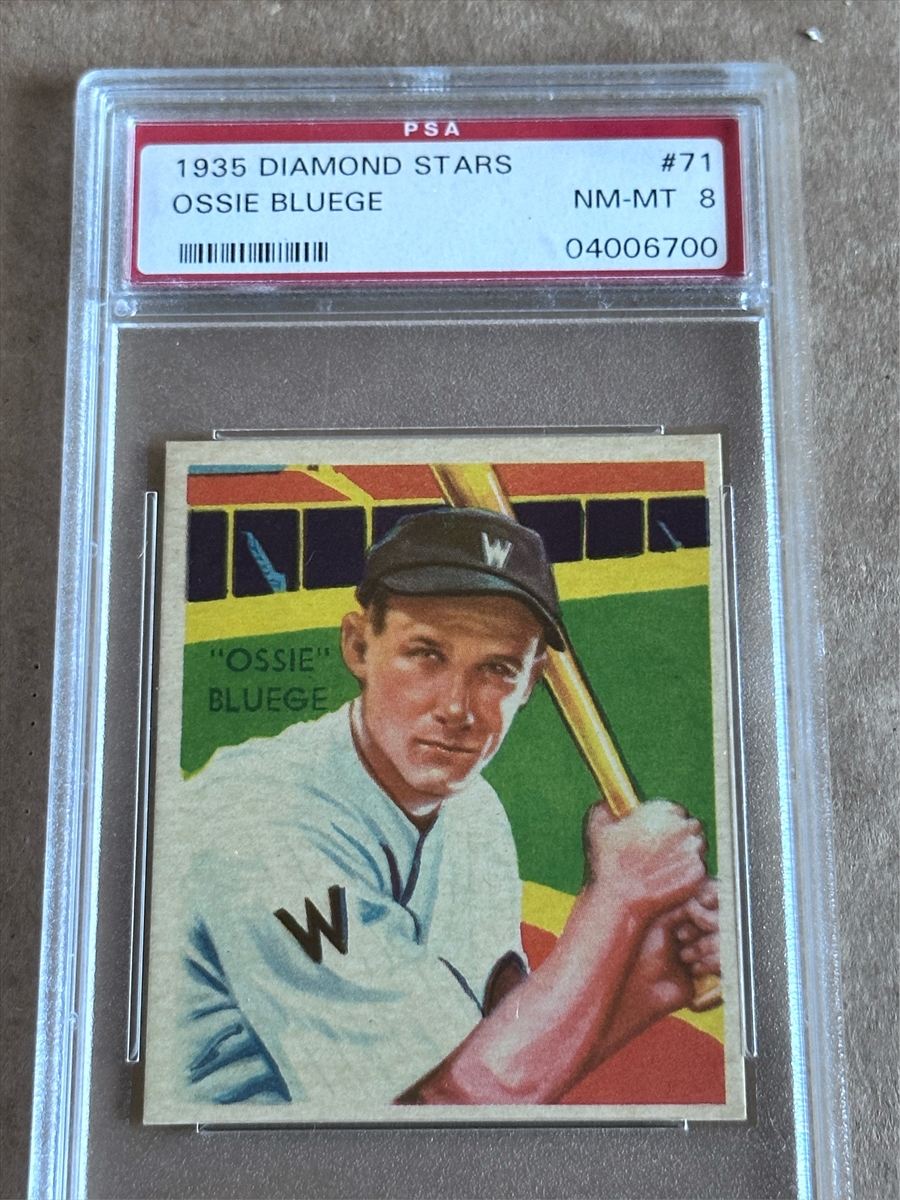 PSA
1935 DIAMOND STARS #71
OSSIE BLUEGE NM-MT 8
04006700
W
"OSSIE"
BLUEGE
W